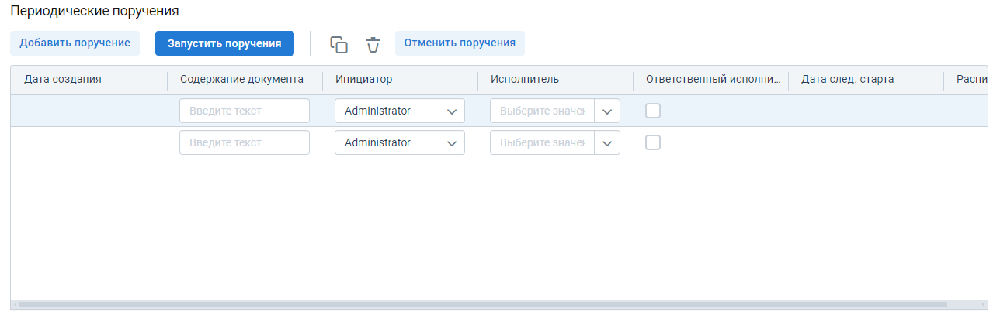 Периодические поручения
Добавить поручение Запустить поручения Отменить поручения
Дата создания Содержание документа Инициатор Исполнитель Ответственный исполни... Дата след. старта Распи
Введите текст Administrator Выберите значен
Введите текст Administrator Выберите значен